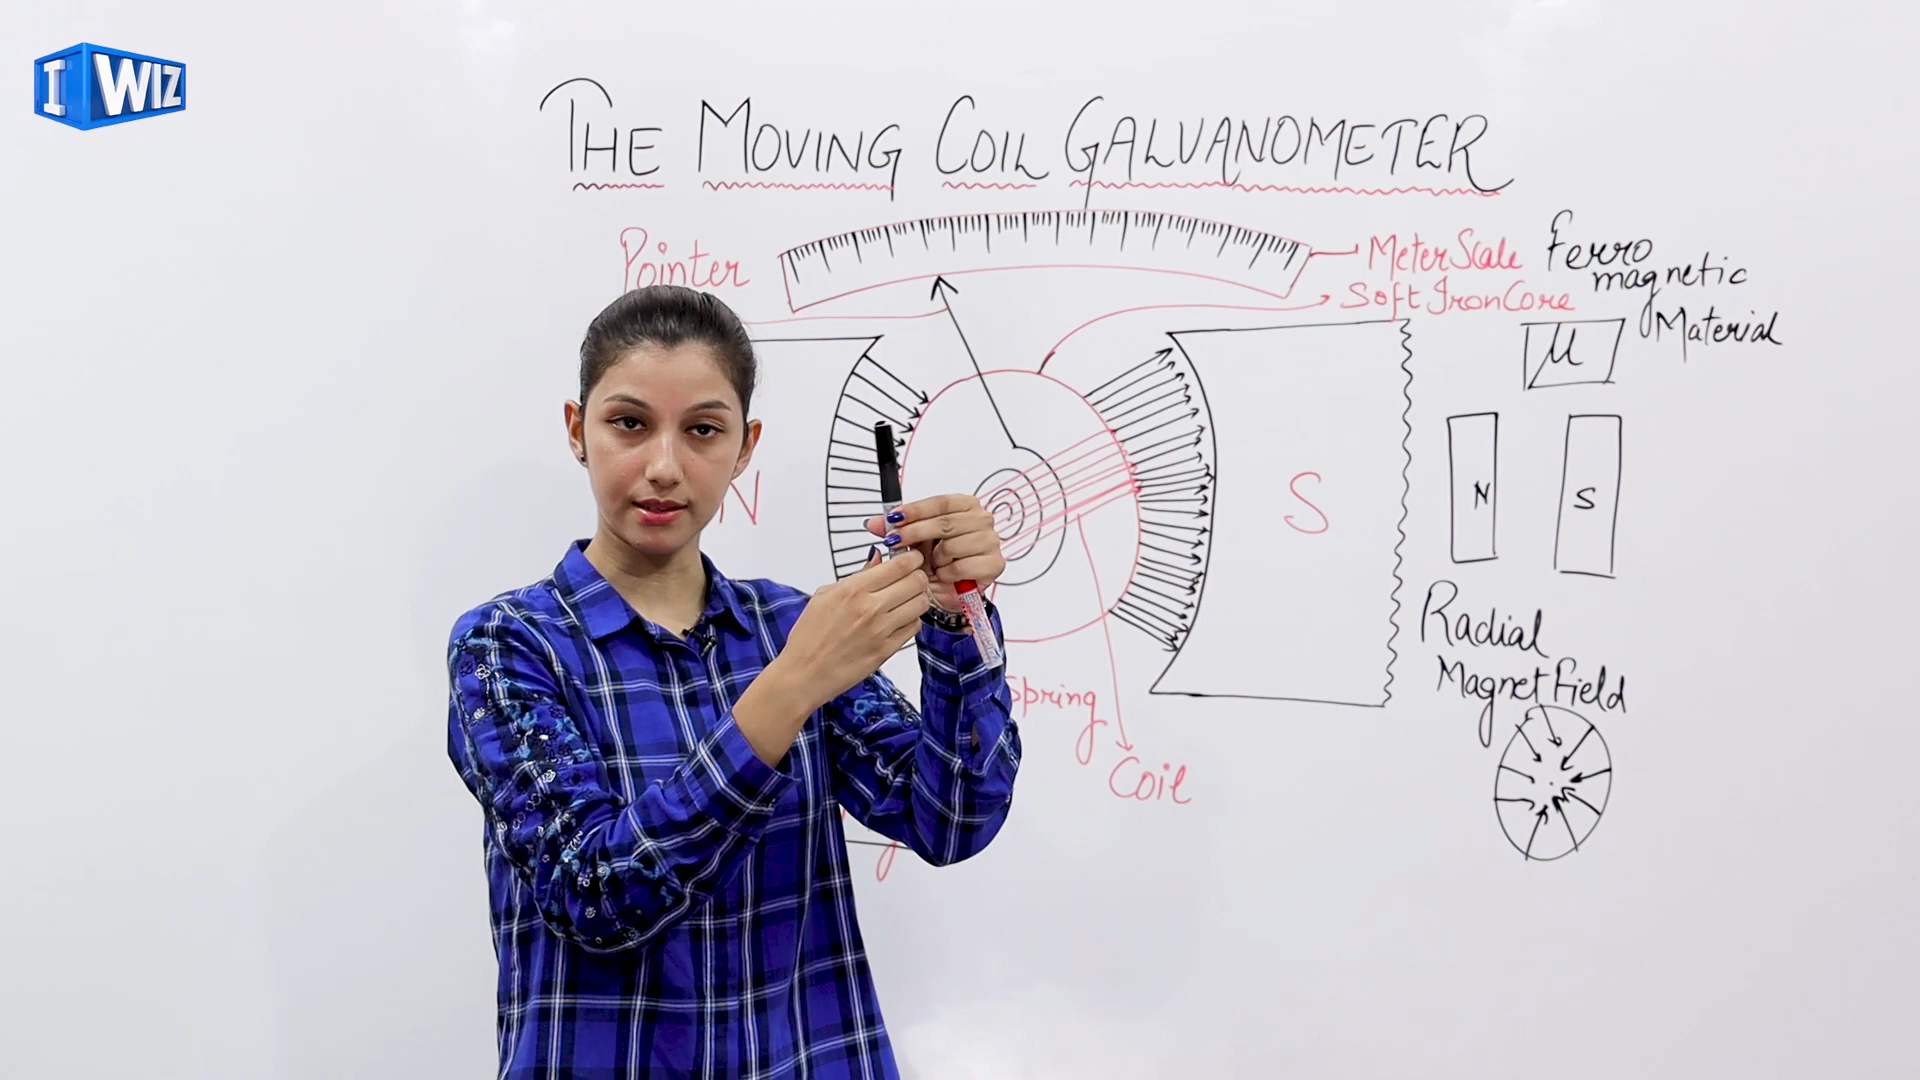 I WIZ
THE MOVING COIL GALVANOMETER
Pointer
Meter Scale
Soft Iron Core
Ferro
magnetic
Material
μ
N
S
N
S
Spring
Coil
Radial
Magnet Field